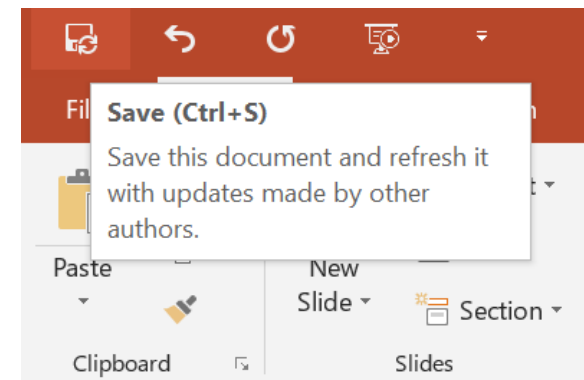 Fil
Save (Ctrl+S)
Save this document and refresh it
with updates made by other
authors.
Paste
New
Slide
Section
Clipboard
Slides